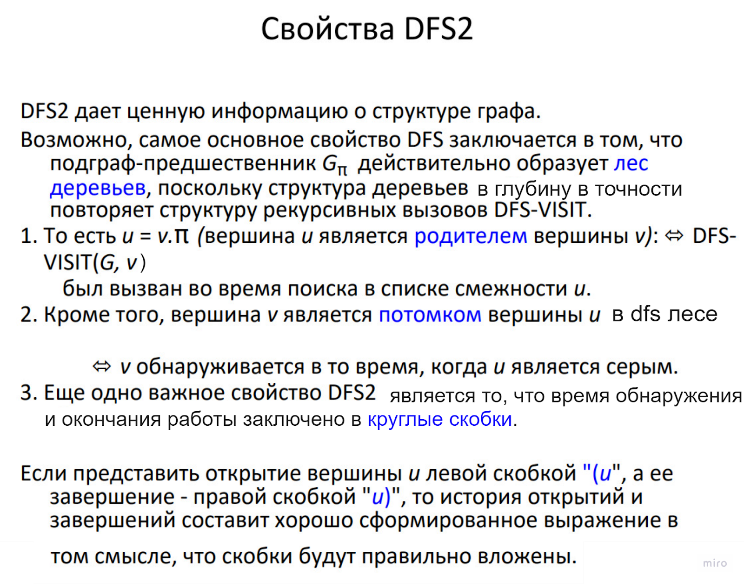 Свойства DFS2
DFS2 дает ценную информацию о структуре графа.
Возможно, самое основное свойство DFS заключается в том, что
подграф-предшественник Gπ действительно образует лес
деревьев, поскольку структура деревьев в глубину в точности
повторяет структуру рекурсивных вызовов DFS-VISIT.
1. То есть u = v.π (вершина u является родителем вершины v): ⇔ DFS-
VISIT(G, v)
был вызван во время поиска в списке смежности u.
2. Кроме того, вершина v является потомком вершины u в dfs лесе
⇔ v обнаруживается в то время, когда u является серым.
3. Еще одно важное свойство DFS2 является то, что время обнаружения
и окончания работы заключено в круглые скобки.
Если представить открытие вершины u левой скобкой "(u", а ее
завершение - правой скобкой "u)", то история открытий и
завершений составит хорошо сформированное выражение в
том смысле, что скобки будут правильно вложены.
miro